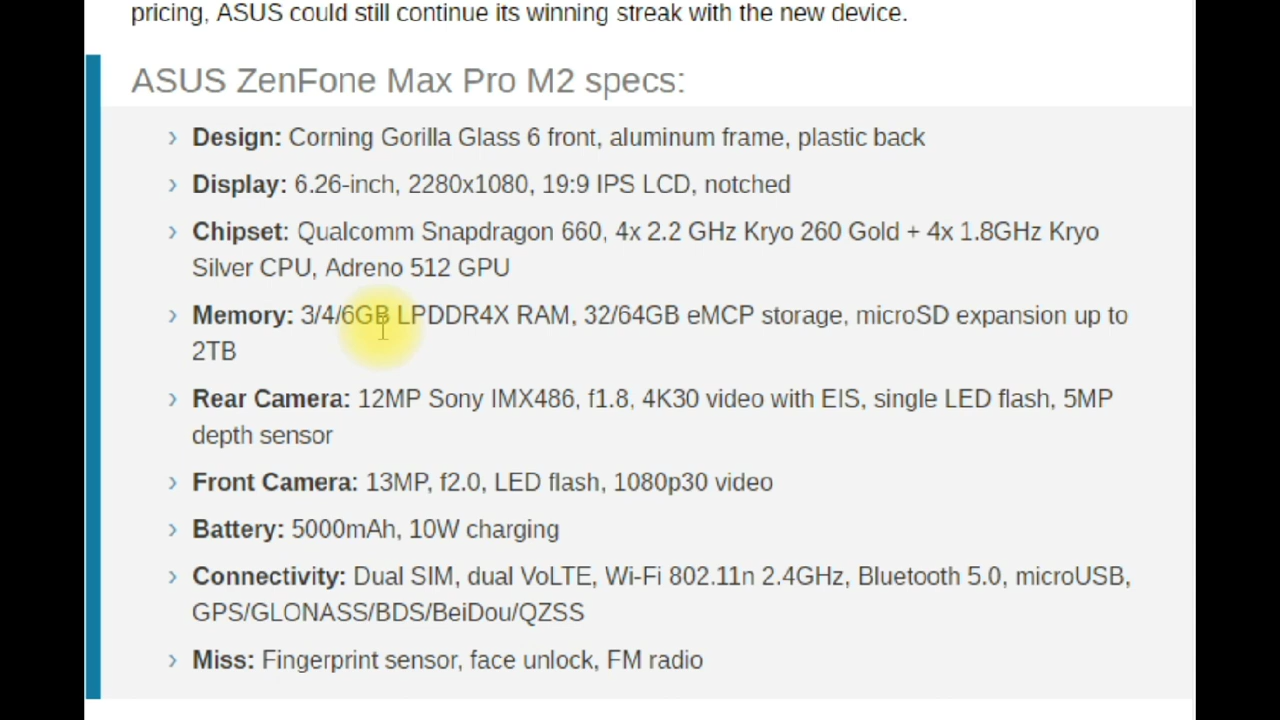 pricing, ASUS could still continue its winning streak with the new device.
ASUS ZenFone Max Pro M2 specs:
› Design: Corning Gorilla Glass 6 front, aluminum frame, plastic back
› Display: 6.26-inch, 2280x1080, 19:9 IPS LCD, notched
› Chipset: Qualcomm Snapdragon 660, 4x 2.2 GHz Kryo 260 Gold + 4x 1.8GHz Kryo
Silver CPU, Adreno 512 GPU
› Memory: 3/4/6GB LPDDR4X RAM, 32/64GB eMCP storage, microSD expansion up to
2TB
› Rear Camera: 12MP Sony IMX486, f1.8, 4K30 video with EIS, single LED flash, 5MP
depth sensor
› Front Camera: 13MP, f2.0, LED flash, 1080p30 video
› Battery: 5000mAh, 10W charging
› Connectivity: Dual SIM, dual VoLTE, Wi-Fi 802.11n 2.4GHz, Bluetooth 5.0, microUSB,
GPS/GLONASS/BDS/BeiDou/QZSS
› Miss: Fingerprint sensor, face unlock, FM radio